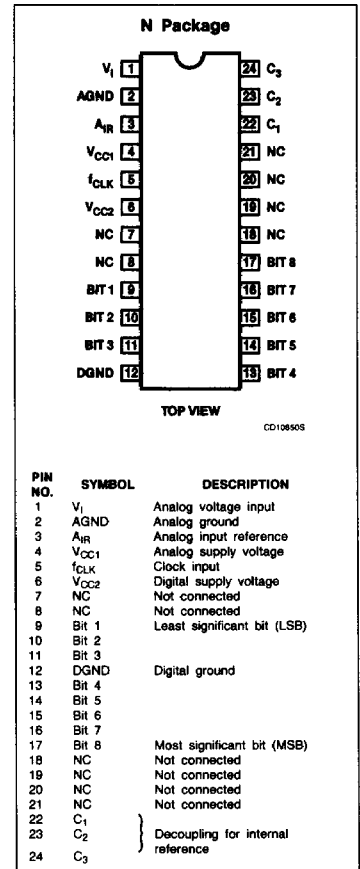 N Package
V_I 1 24 C_3
AGND 2 23 C_2
A_IR 3 22 C_1
V_CC1 4 21 NC
f_CLK 5 20 NC
V_CC2 6 19 NC
NC 7 18 NC
NC 8 17 BIT 8
BIT 1 9 16 BIT 7
BIT 2 10 15 BIT 6
BIT 3 11 14 BIT 5
DGND 12 13 BIT 4
TOP VIEW
CD10850S
PIN NO. SYMBOL DESCRIPTION
1 V_I Analog voltage input
2 AGND Analog ground
3 A_IR Analog input reference
4 V_CC1 Analog supply voltage
5 f_CLK Clock input
6 V_CC2 Digital supply voltage
7 NC Not connected
8 NC Not connected
9 Bit 1 Least significant bit (LSB)
10 Bit 2
11 Bit 3
12 DGND Digital ground
13 Bit 4
14 Bit 5
15 Bit 6
16 Bit 7
17 Bit 8 Most significant bit (MSB)
18 NC Not connected
19 NC Not connected
20 NC Not connected
21 NC Not connected
22 C_1
23 C_2 Decoupling for internal
24 C_3 reference